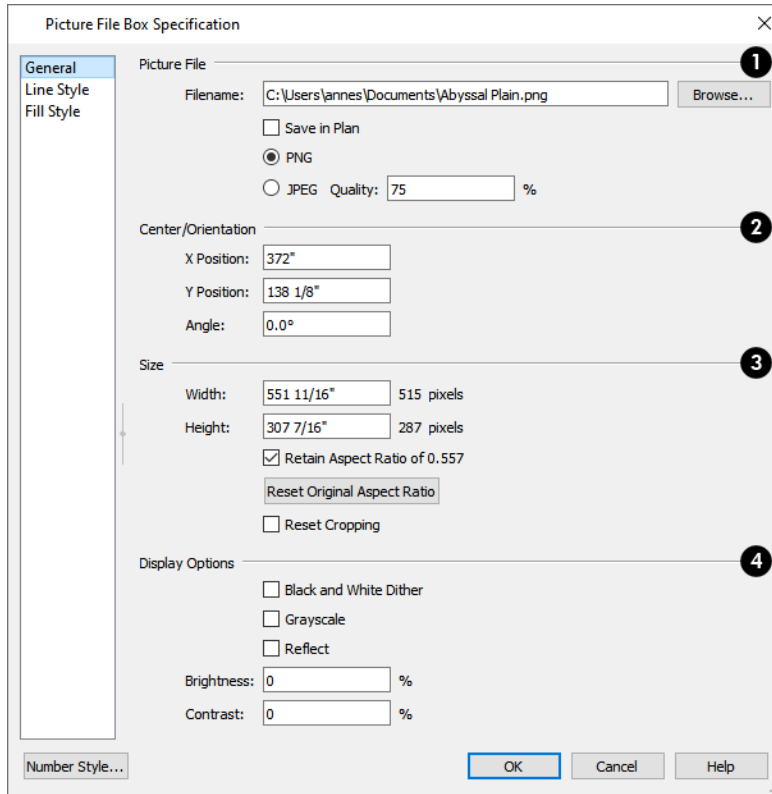 Picture File Box Specification
General
Line Style
Fill Style
Picture File
1
Filename: C:\Users\annes\Documents\Abyssal Plain.png Browse...
Save in Plan
PNG
JPEG Quality: 75 %
Center/Orientation
2
X Position: 372"
Y Position: 138 1/8"
Angle: 0.0°
Size
3
Width: 551 11/16" 515 pixels
Height: 307 7/16" 287 pixels
Retain Aspect Ratio of 0.557
Reset Original Aspect Ratio
Reset Cropping
Display Options
4
Black and White Dither
Grayscale
Reflect
Brightness: 0 %
Contrast: 0 %
Number Style... OK Cancel Help